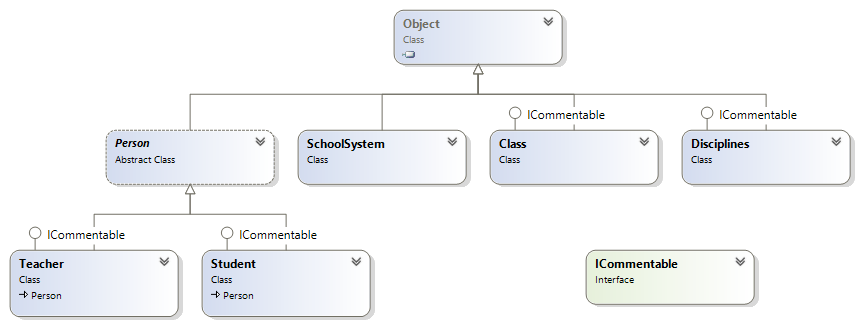 Object
Class
ICommentable
ICommentable
Person
Abstract Class
SchoolSystem
Class
Class
Class
Disciplines
Class
ICommentable
ICommentable
Teacher
Class
Person
Student
Class
Person
ICommentable
Interface